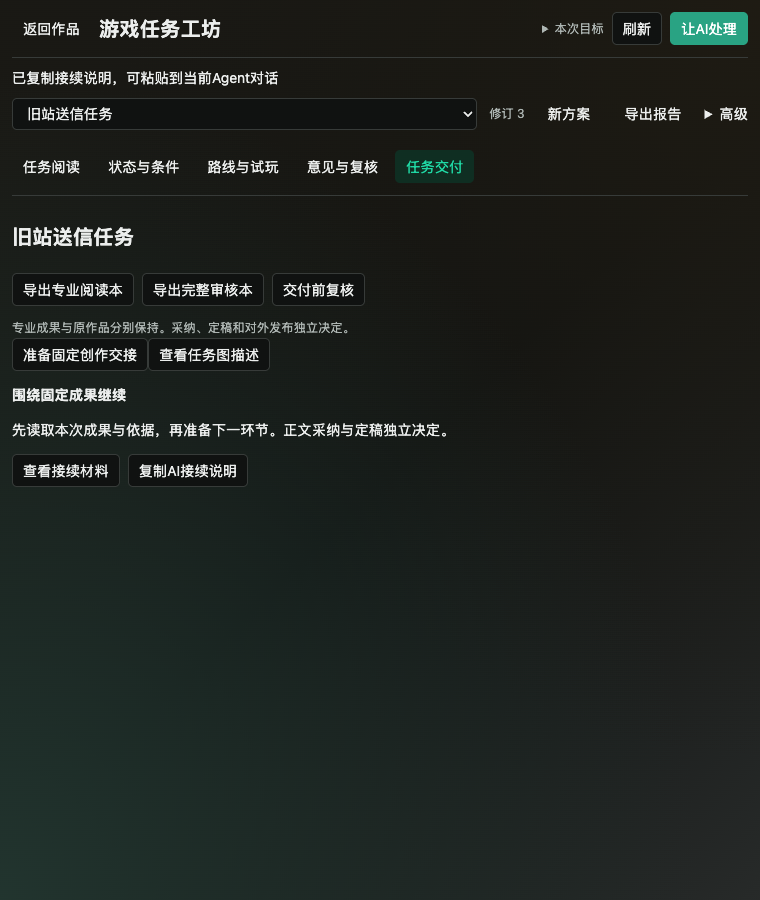 返回作品 游戏任务工坊 ▶ 本次目标 刷新 让AI处理
已复制接续说明，可粘贴到当前Agent对话
旧站送信任务 修订 3 新方案 导出报告 ▶ 高级
任务阅读 状态与条件 路线与试玩 意见与复核 任务交付
旧站送信任务
导出专业阅读本 导出完整审核本 交付前复核
专业成果与原作品分别保持。采纳、定稿和对外发布独立决定。
准备固定创作交接 查看任务图描述
围绕固定成果继续
先读取本次成果与依据，再准备下一环节。正文采纳与定稿独立决定。
查看接续材料 复制AI接续说明